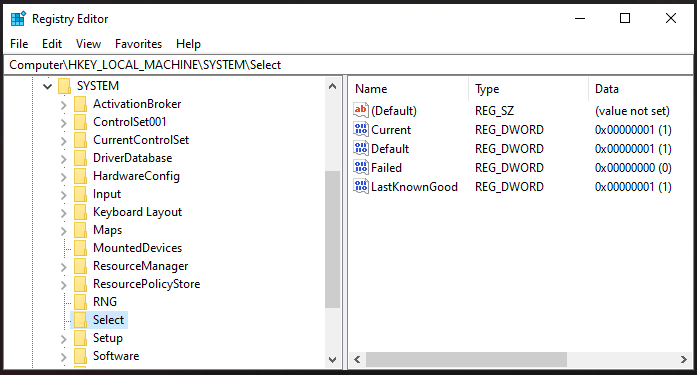 Registry Editor
File Edit View Favorites Help
Computer\HKEY_LOCAL_MACHINE\SYSTEM\Select
SYSTEM
ActivationBroker
ControlSet001
CurrentControlSet
DriverDatabase
HardwareConfig
Input
Keyboard Layout
Maps
MountedDevices
ResourceManager
ResourcePolicyStore
RNG
Select
Setup
Software
Name Type Data
ab (Default) REG_SZ (value not set)
Current REG_DWORD 0x00000001 (1)
Default REG_DWORD 0x00000001 (1)
Failed REG_DWORD 0x00000000 (0)
LastKnownGood REG_DWORD 0x00000001 (1)